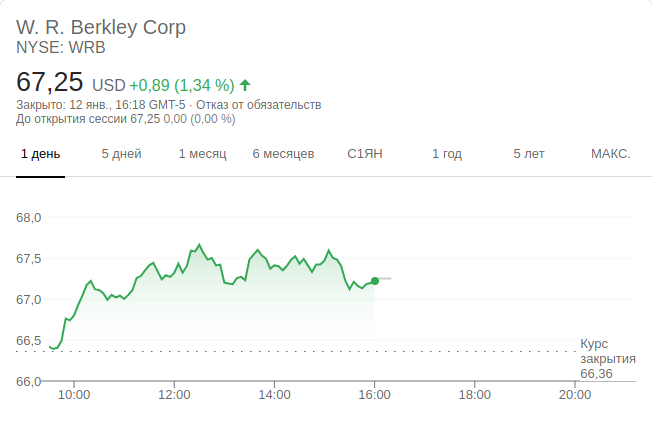 W. R. Berkley Corp
NYSE: WRB
67,25 USD +0,89 (1,34 %)
Закрыто: 12 янв., 16:18 GMT-5 · Отказ от обязательств
До открытия сессии 67,25 0,00 (0,00 %)
1 день 5 дней 1 месяц 6 месяцев С1ЯН 1 год 5 лет МАКС.
68,0
67,5
67,0
66,5
Курс
закрытия
66,36
66,0
10:00 12:00 14:00 16:00 18:00 20:00